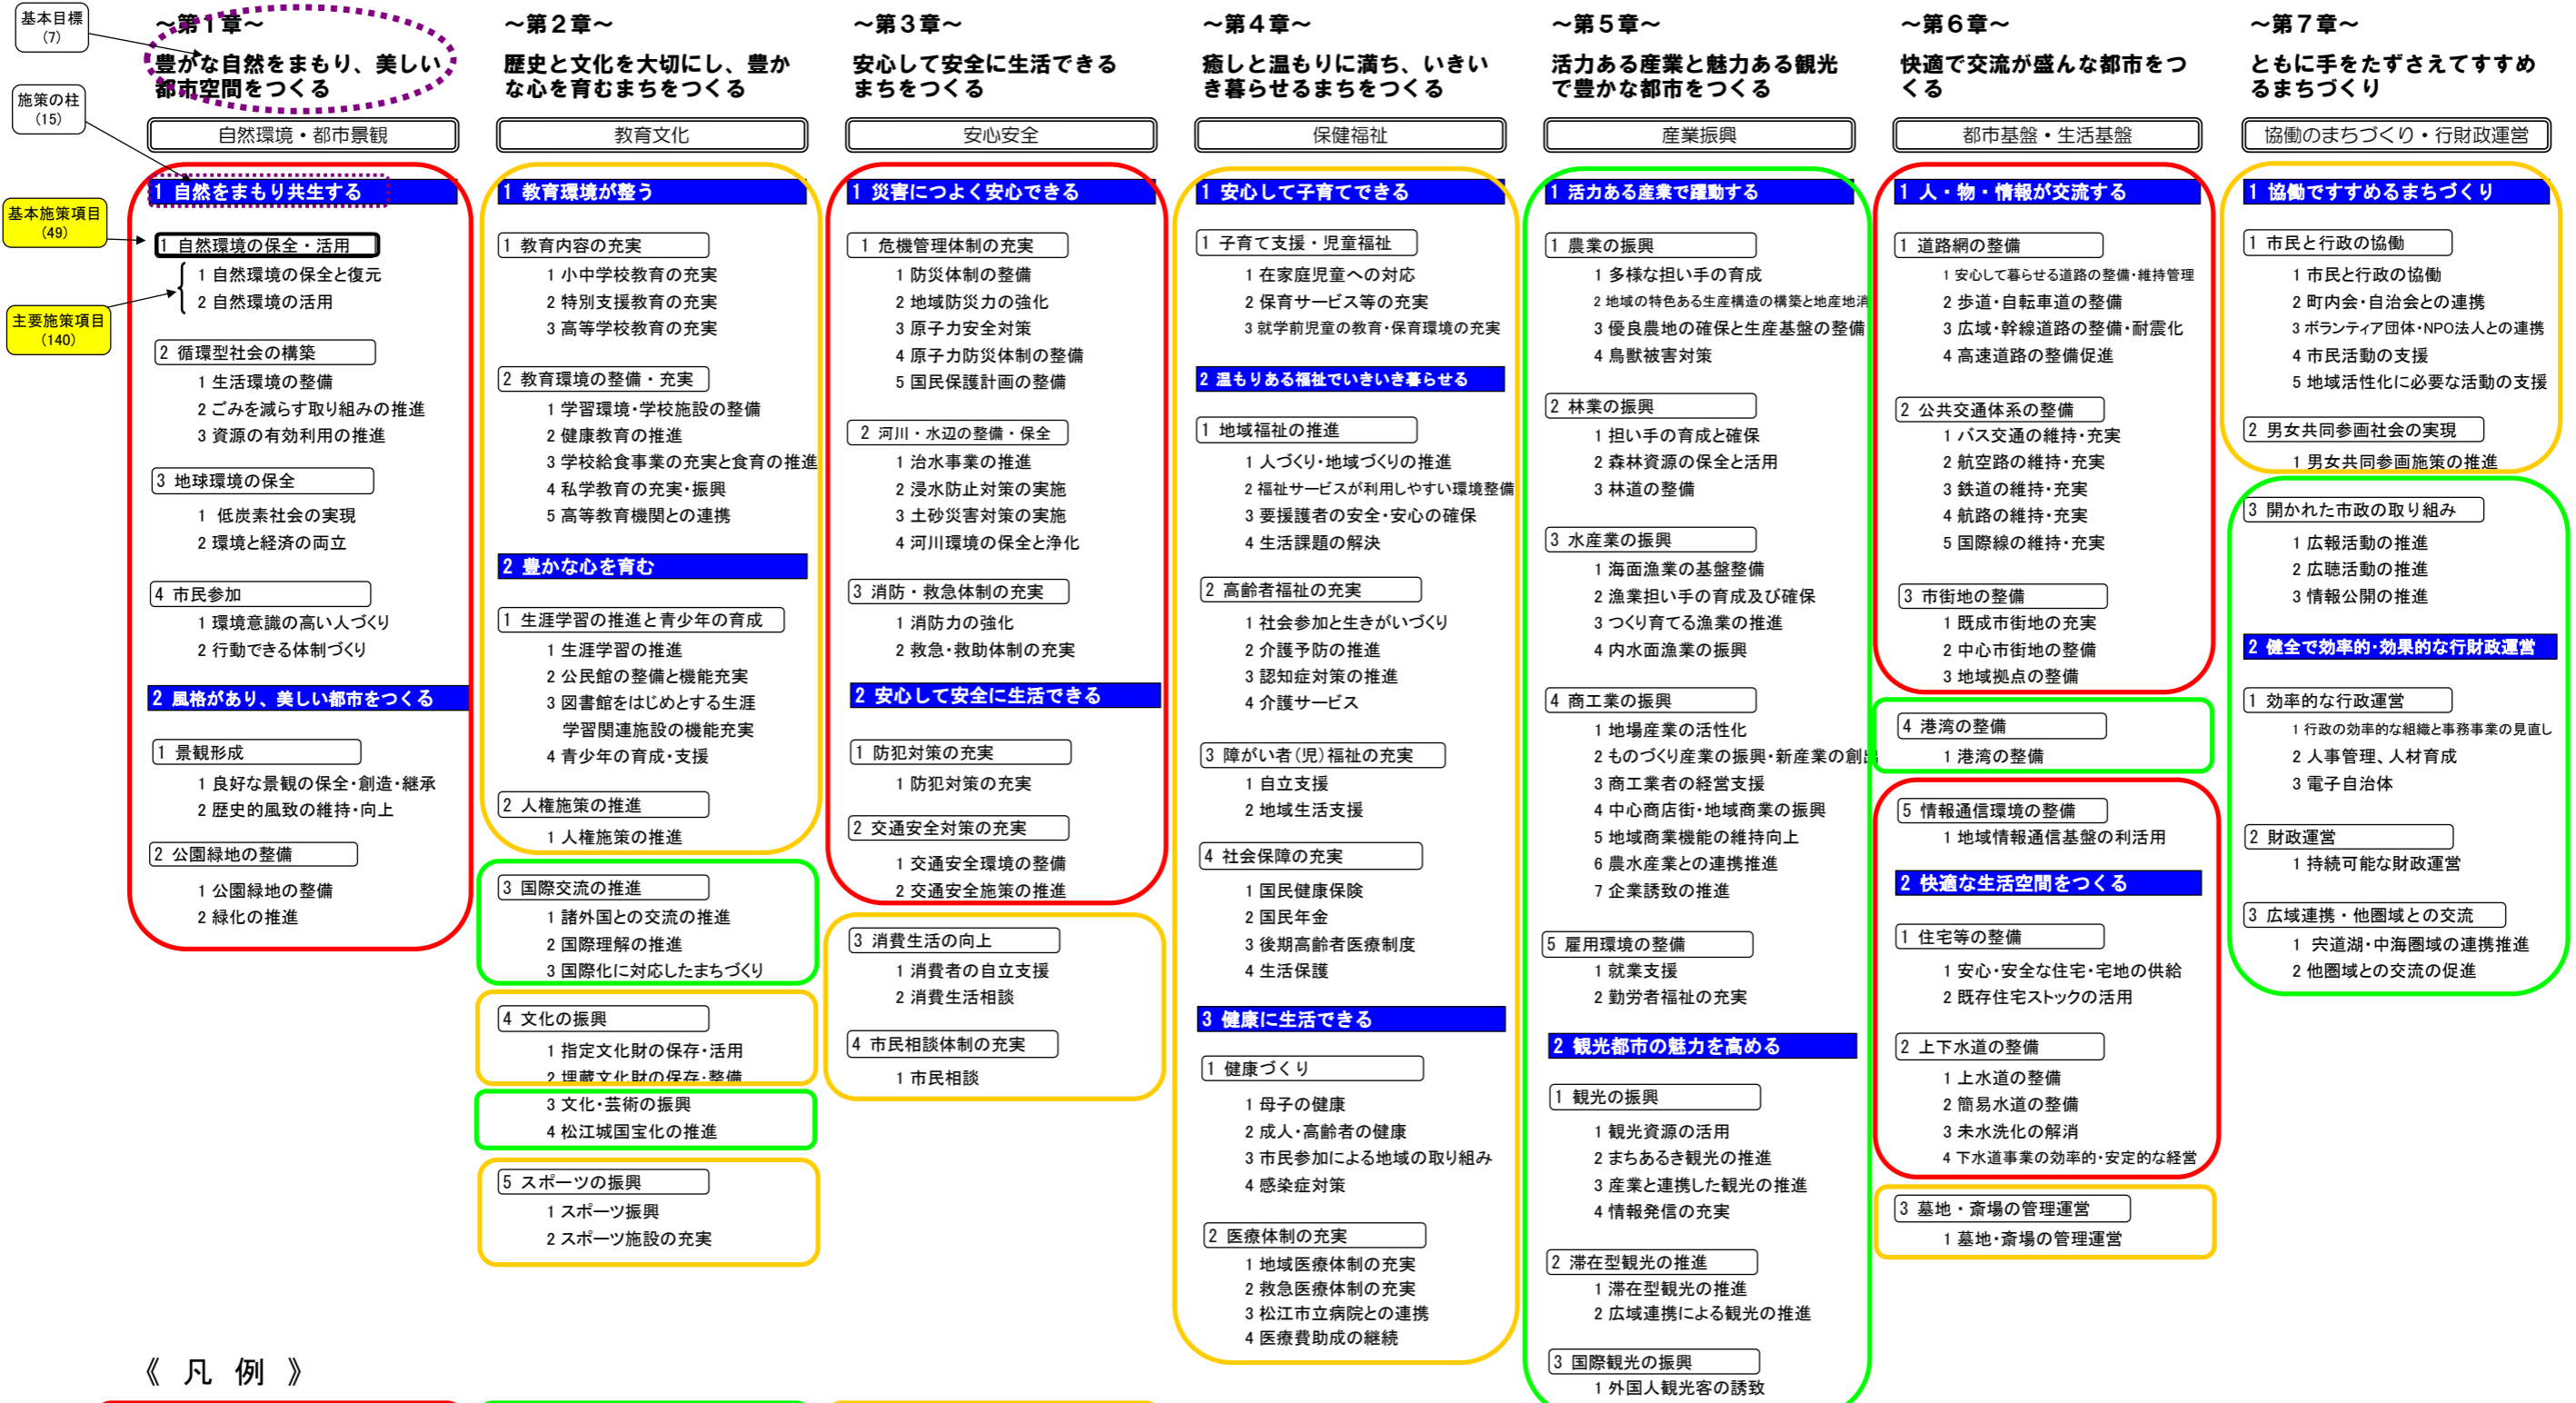 基本目標
(7)
施策の柱
(15)
基本施策項目
(49)
主要施策項目
(140)
～第1章～
豊かな自然をまもり、美しい
都市空間をつくる
自然環境・都市景観
1 自然をまもり共生する
1 自然環境の保全・活用
1 自然環境の保全と復元
2 自然環境の活用
2 循環型社会の構築
1 生活環境の整備
2 ごみを減らす取り組みの推進
3 資源の有効利用の推進
3 地球環境の保全
1 低炭素社会の実現
2 環境と経済の両立
4 市民参加
1 環境意識の高い人づくり
2 行動できる体制づくり
2 風格があり、美しい都市をつくる
1 景観形成
1 良好な景観の保全・創造・継承
2 歴史的風致の維持・向上
2 公園緑地の整備
1 公園緑地の整備
2 緑化の推進
～第2章～
歴史と文化を大切にし、豊か
な心を育むまちをつくる
教育文化
1 教育環境が整う
1 教育内容の充実
1 小中学校教育の充実
2 特別支援教育の充実
3 高等学校教育の充実
2 教育環境の整備・充実
1 学習環境・学校施設の整備
2 健康教育の推進
3 学校給食事業の充実と食育の推進
4 私学教育の充実・振興
5 高等教育機関との連携
2 豊かな心を育む
1 生涯学習の推進と青少年の育成
1 生涯学習の推進
2 公民館の整備と機能充実
3 図書館をはじめとする生涯
学習関連施設の機能充実
4 青少年の育成・支援
2 人権施策の推進
1 人権施策の推進
3 国際交流の推進
1 諸外国との交流の推進
2 国際理解の推進
3 国際化に対応したまちづくり
4 文化の振興
1 指定文化財の保存・活用
2 埋蔵文化財の保存・整備
3 文化・芸術の振興
4 松江城国宝化の推進
5 スポーツの振興
1 スポーツ振興
2 スポーツ施設の充実
～第3章～
安心して安全に生活できる
まちをつくる
安心安全
1 災害につよく安心できる
1 危機管理体制の充実
1 防災体制の整備
2 地域防災力の強化
3 原子力安全対策
4 原子力防災体制の整備
5 国民保護計画の整備
2 河川・水辺の整備・保全
1 治水事業の推進
2 浸水防止対策の実施
3 土砂災害対策の実施
4 河川環境の保全と浄化
3 消防・救急体制の充実
1 消防力の強化
2 救急・救助体制の充実
2 安心して安全に生活できる
1 防犯対策の充実
1 防犯対策の充実
2 交通安全対策の充実
1 交通安全環境の整備
2 交通安全施策の推進
3 消費生活の向上
1 消費者の自立支援
2 消費生活相談
4 市民相談体制の充実
1 市民相談
～第4章～
癒しと温もりに満ち、いきい
き暮らせるまちをつくる
保健福祉
1 安心して子育てできる
1 子育て支援・児童福祉
1 在家庭児童への対応
2 保育サービス等の充実
3 就学前児童の教育・保育環境の充実
2 温もりある福祉でいきいき暮らせる
1 地域福祉の推進
1 人づくり・地域づくりの推進
2 福祉サービスが利用しやすい環境整備
3 要援護者の安全・安心の確保
4 生活課題の解決
2 高齢者福祉の充実
1 社会参加と生きがいづくり
2 介護予防の推進
3 認知症対策の推進
4 介護サービス
3 障がい者(児)福祉の充実
1 自立支援
2 地域生活支援
4 社会保障の充実
1 国民健康保険
2 国民年金
3 後期高齢者医療制度
4 生活保護
3 健康に生活できる
1 健康づくり
1 母子の健康
2 成人・高齢者の健康
3 市民参加による地域の取り組み
4 感染症対策
2 医療体制の充実
1 地域医療体制の充実
2 救急医療体制の充実
3 松江市立病院との連携
4 医療費助成の継続
～第5章～
活力ある産業と魅力ある観光
で豊かな都市をつくる
産業振興
1 活力ある産業で躍動する
1 農業の振興
1 多様な担い手の育成
2 地域の特色ある生産構造の構築と地産地消
3 優良農地の確保と生産基盤の整備
4 鳥獣被害対策
2 林業の振興
1 担い手の育成と確保
2 森林資源の保全と活用
3 林道の整備
3 水産業の振興
1 海面漁業の基盤整備
2 漁業担い手の育成及び確保
3 つくり育てる漁業の推進
4 内水面漁業の振興
4 商工業の振興
1 地場産業の活性化
2 ものづくり産業の振興・新産業の創出
3 商工業者の経営支援
4 中心商店街・地域商業の振興
5 地域商業機能の維持向上
6 農水産業との連携推進
7 企業誘致の推進
5 雇用環境の整備
1 就業支援
2 勤労者福祉の充実
2 観光都市の魅力を高める
1 観光の振興
1 観光資源の活用
2 まちあるき観光の推進
3 産業と連携した観光の推進
4 情報発信の充実
2 滞在型観光の推進
1 滞在型観光の推進
2 広域連携による観光の推進
3 国際観光の振興
1 外国人観光客の誘致
～第6章～
快適で交流が盛んな都市をつ
くる
都市基盤・生活基盤
1 人・物・情報が交流する
1 道路網の整備
1 安心して暮らせる道路の整備・維持管理
2 歩道・自転車道の整備
3 広域・幹線道路の整備・耐震化
4 高速道路の整備促進
2 公共交通体系の整備
1 バス交通の維持・充実
2 航空路の維持・充実
3 鉄道の維持・充実
4 航路の維持・充実
5 国際線の維持・充実
3 市街地の整備
1 既成市街地の充実
2 中心市街地の整備
3 地域拠点の整備
4 港湾の整備
1 港湾の整備
5 情報通信環境の整備
1 地域情報通信基盤の利活用
2 快適な生活空間をつくる
1 住宅等の整備
1 安心・安全な住宅・宅地の供給
2 既存住宅ストックの活用
2 上下水道の整備
1 上水道の整備
2 簡易水道の整備
3 未水洗化の解消
4 下水道事業の効率的・安定的な経営
3 墓地・斎場の管理運営
1 墓地・斎場の管理運営
～第7章～
ともに手をたずさえてすすめ
るまちづくり
協働のまちづくり・行財政運営
1 協働ですすめるまちづくり
1 市民と行政の協働
1 市民と行政の協働
2 町内会・自治会との連携
3 ボランティア団体・NPO法人との連携
4 市民活動の支援
5 地域活性化に必要な活動の支援
2 男女共同参画社会の実現
1 男女共同参画施策の推進
3 開かれた市政の取り組み
1 広報活動の推進
2 広聴活動の推進
3 情報公開の推進
2 健全で効率的・効果的な行財政運営
1 効率的な行政運営
1 行政の効率的な組織と事務事業の見直し
2 人事管理、人材育成
3 電子自治体
2 財政運営
1 持続可能な財政運営
3 広域連携・他圏域との交流
1 宍道湖・中海圏域の連携推進
2 他圏域との交流の促進
《 凡 例 》